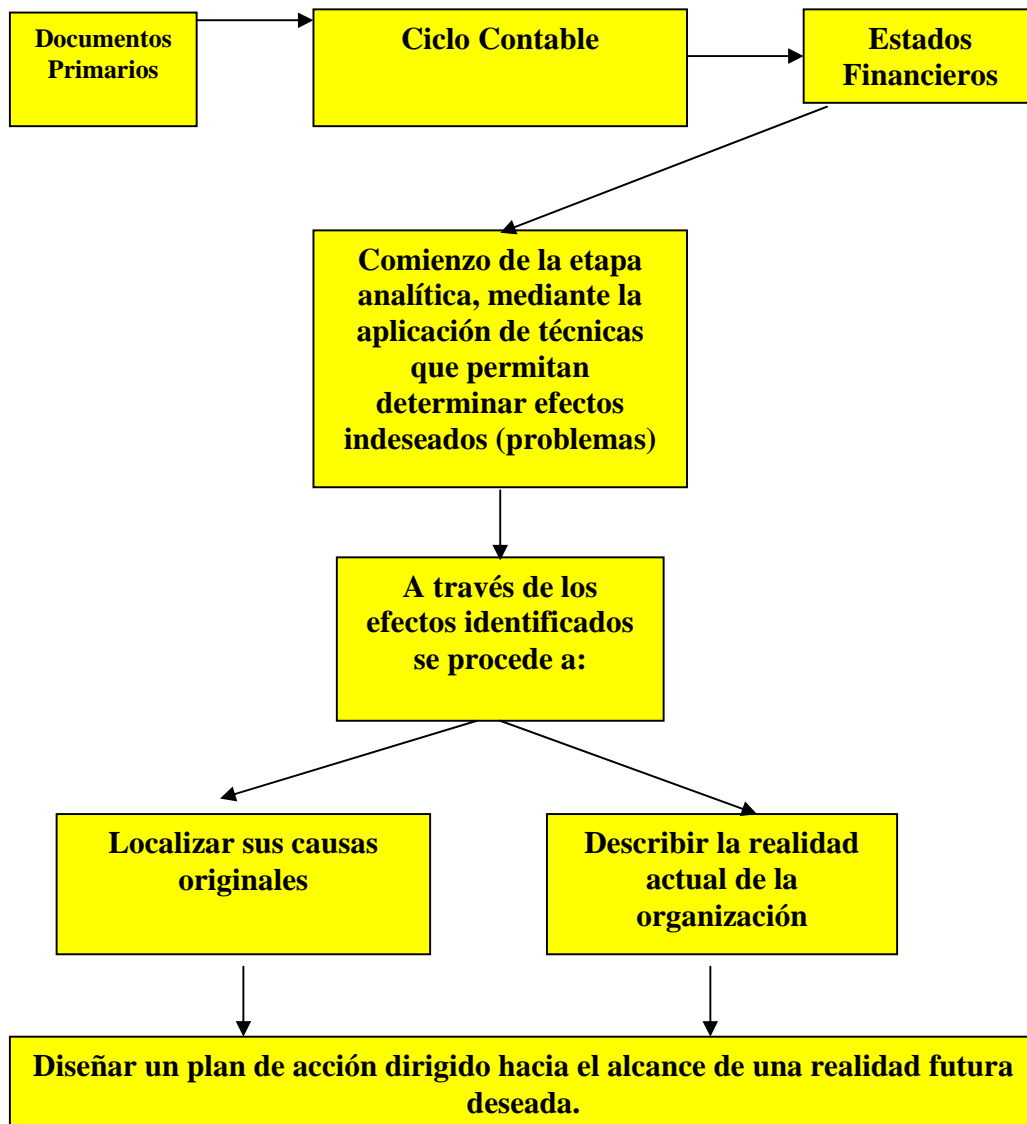 Documentos
Primarios
Ciclo Contable
Estados
Financieros
Comienzo de la etapa
analítica, mediante la
aplicación de técnicas
que permitan
determinar efectos
indeseados (problemas)
A través de los
efectos identificados
se procede a:
Localizar sus causas
originales
Describir la realidad
actual de la
organización
Diseñar un plan de acción dirigido hacia el alcance de una realidad futura
deseada.